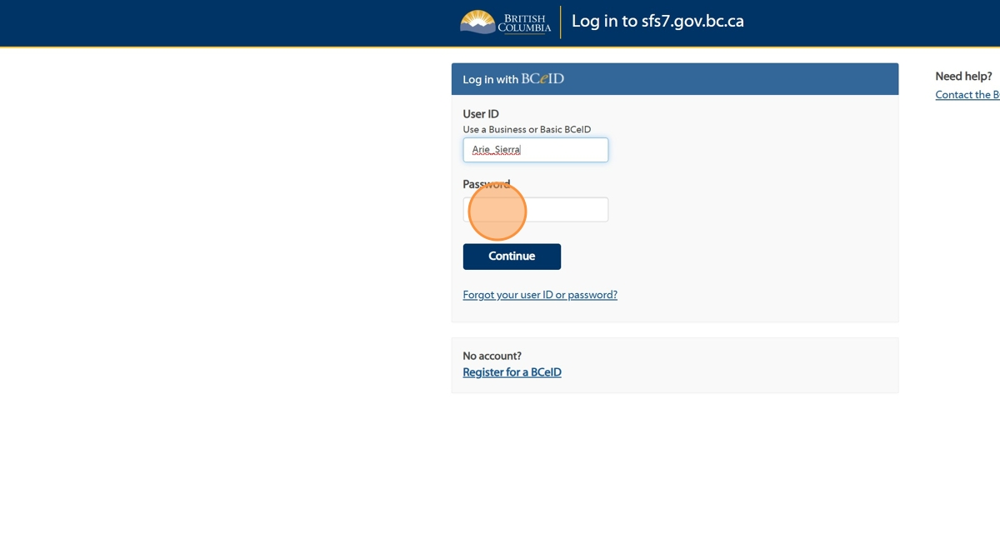 BRITISH
COLUMBIA
Log in to sfs7.gov.bc.ca
Log in with BCeID
Need help?
Contact the B
User ID
Use a Business or Basic BCeID
Arie_Sierra
Password
Continue
Forgot your user ID or password?
No account?
Register for a BCeID